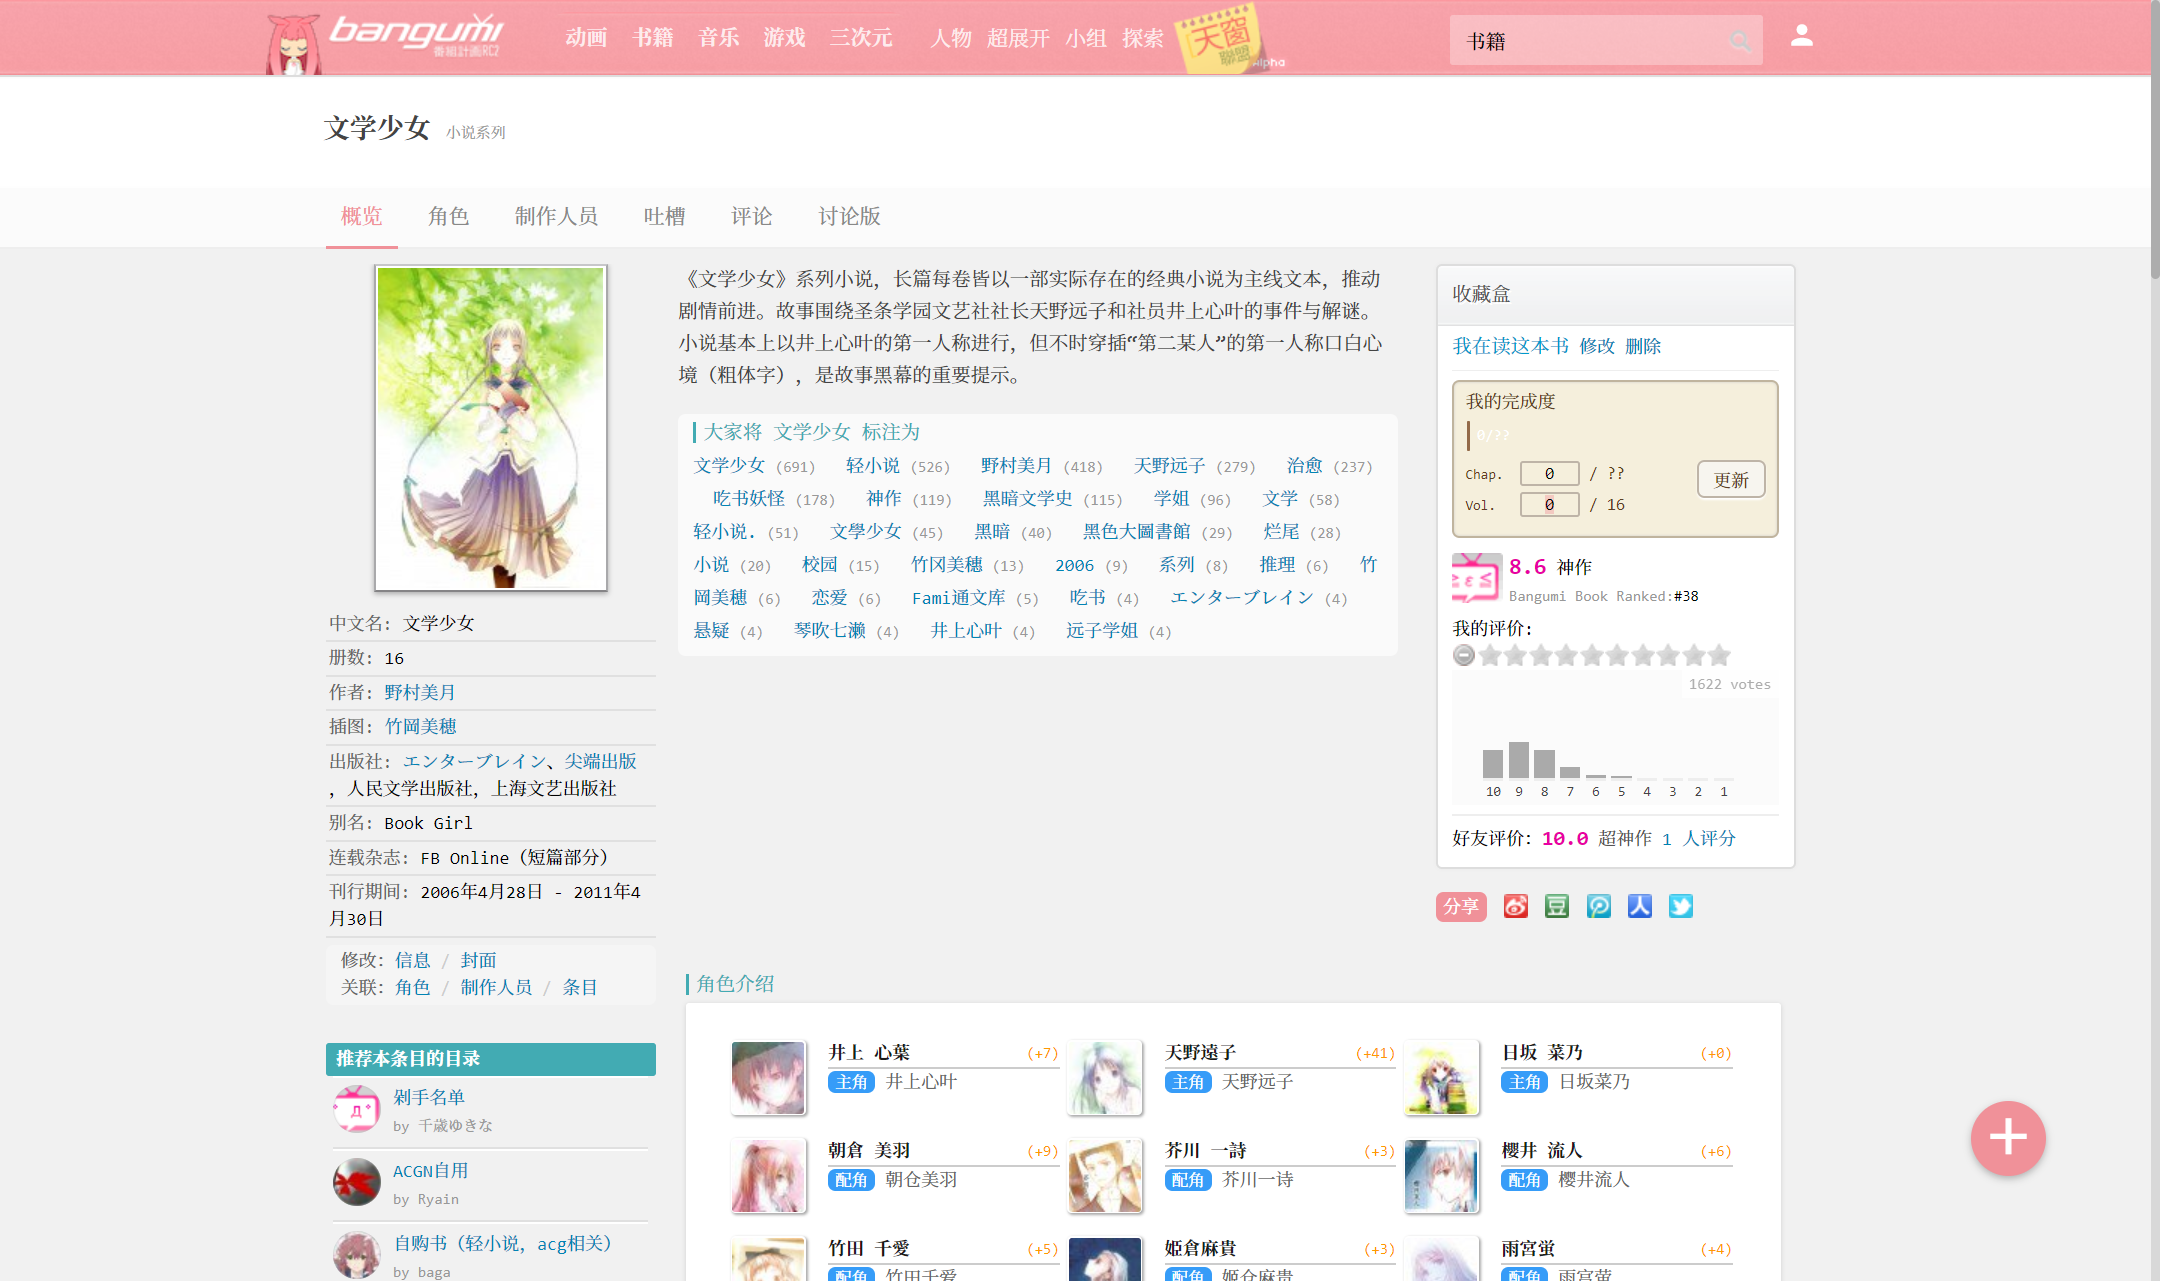 bangumi
番組計画RC2
动画 书籍 音乐 游戏 三次元 人物 超展开 小组 探索
天窗
聯盟
Alpha
书籍
文学少女 小说系列
概览 角色 制作人员 吐槽 评论 讨论版
中文名: 文学少女
册数: 16
作者: 野村美月
插图: 竹岡美穂
出版社: エンターブレイン、尖端出版
，人民文学出版社，上海文艺出版社
别名: Book Girl
连载杂志: FB Online（短篇部分）
刊行期间: 2006年4月28日 - 2011年4
月30日
修改: 信息 / 封面
关联: 角色 / 制作人员 / 条目
推荐本条目的目录
剁手名单
by 千歳ゆきな
ACGN自用
by Ryain
自购书（轻小说，acg相关）
by baga
《文学少女》系列小说，长篇每卷皆以一部实际存在的经典小说为主线文本，推动
剧情前进。故事围绕圣条学园文艺社社长天野远子和社员井上心叶的事件与解谜。
小说基本上以井上心叶的第一人称进行，但不时穿插“第二某人”的第一人称口白心
境（粗体字），是故事黑幕的重要提示。
大家将 文学少女 标注为
文学少女 (691) 轻小说 (526) 野村美月 (418) 天野远子 (279) 治愈 (237)
吃书妖怪 (178) 神作 (119) 黑暗文学史 (115) 学姐 (96) 文学 (58)
轻小说. (51) 文學少女 (45) 黑暗 (40) 黑色大圖書館 (29) 烂尾 (28)
小说 (20) 校园 (15) 竹冈美穗 (13) 2006 (9) 系列 (8) 推理 (6) 竹
岡美穂 (6) 恋爱 (6) Fami通文库 (5) 吃书 (4) エンターブレイン (4)
悬疑 (4) 琴吹七濑 (4) 井上心叶 (4) 远子学姐 (4)
收藏盒
我在读这本书 修改 删除
我的完成度
0/??
Chap. 0 / ??
Vol. 0 / 16
更新
8.6 神作
Bangumi Book Ranked:#38
我的评价:
1622 votes
10 9 8 7 6 5 4 3 2 1
好友评价: 10.0 超神作 1 人评分
分享
豆
人
角色介绍
井上 心葉 (+7)
主角 井上心叶
天野遠子 (+41)
主角 天野远子
日坂 菜乃 (+0)
主角 日坂菜乃
朝倉 美羽 (+9)
配角 朝仓美羽
芥川 一詩 (+3)
配角 芥川一诗
櫻井 流人 (+6)
配角 樱井流人
竹田 千愛 (+5)
配角 竹田千爱
姫倉麻貴 (+3)
配角 姬仓麻贵
雨宮蛍 (+4)
配角 雨宫萤